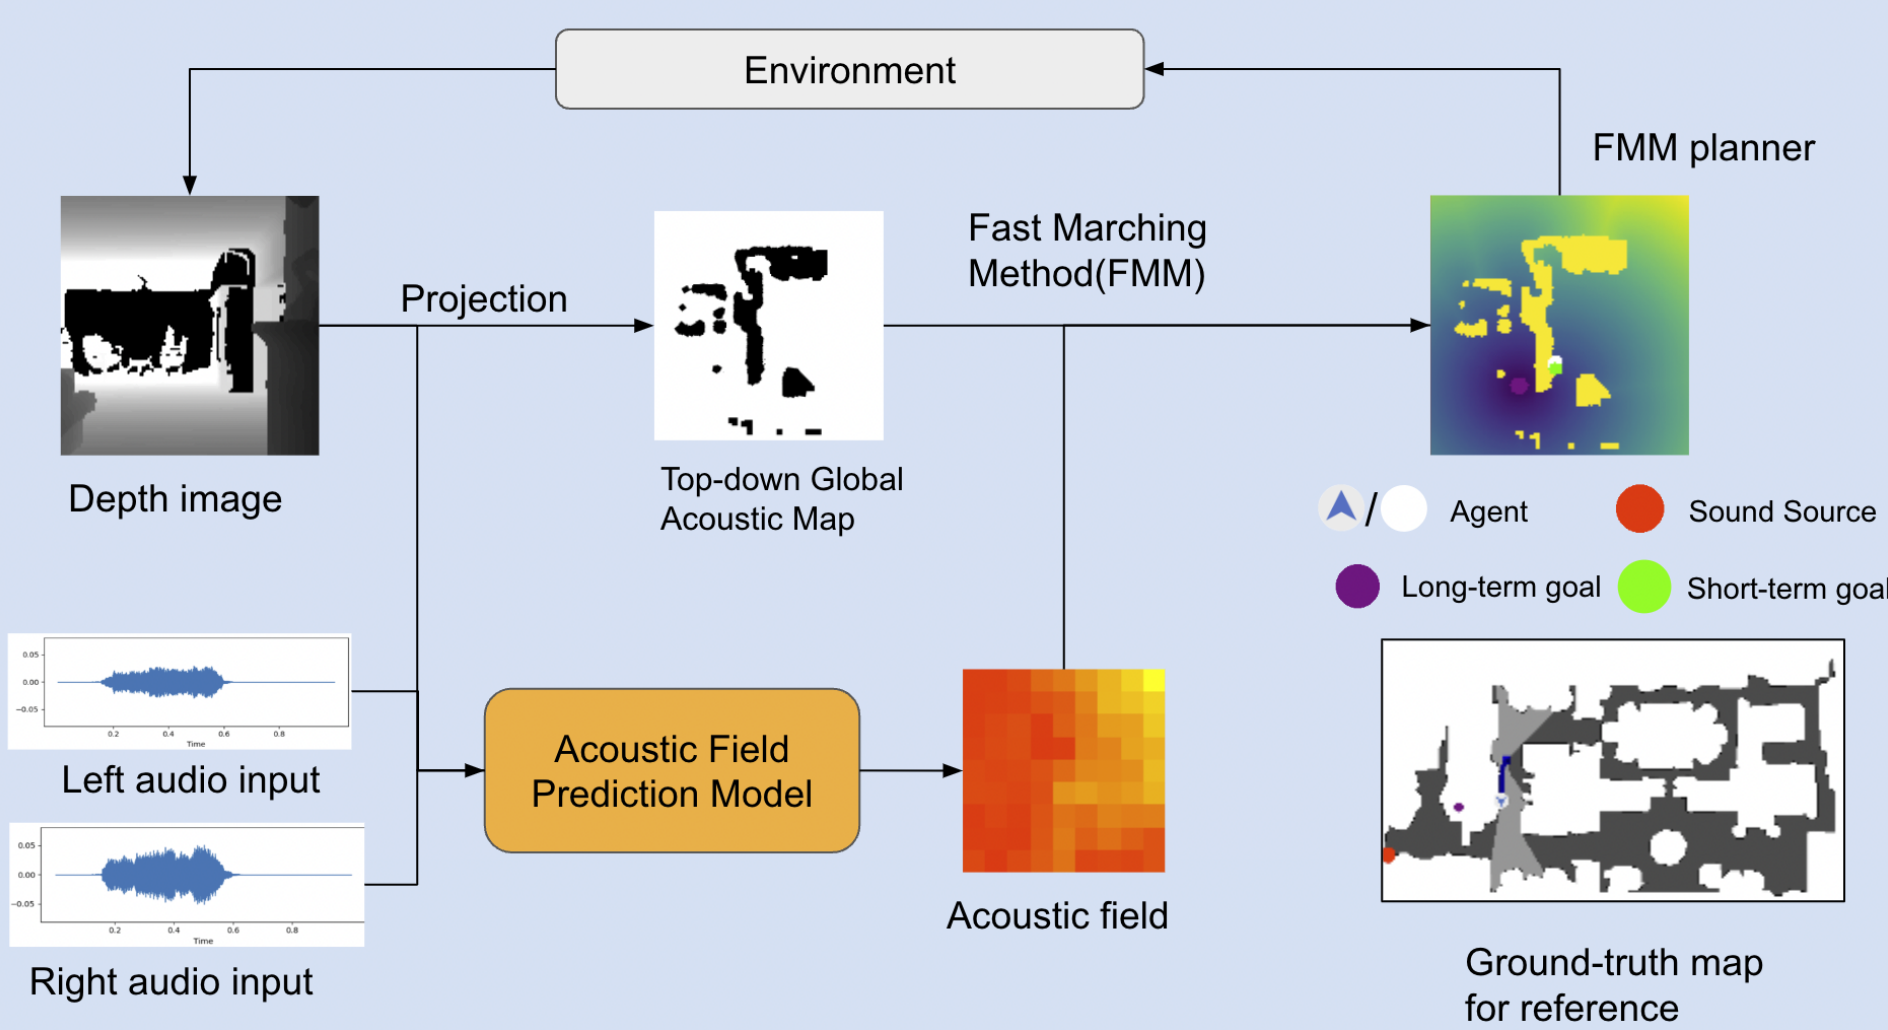 Environment
FMM planner
Fast Marching
Method(FMM)
Projection
Depth image
Top-down Global
Acoustic Map
/
Agent
Sound Source
Long-term goal
Short-term goal
0.05
0.00
−0.05
0.2 0.4 0.6 0.8
Time
Left audio input
Acoustic Field
Prediction Model
0.05
0.00
−0.05
0.2 0.4 0.6 0.8
Time
Right audio input
Acoustic field
Ground-truth map
for reference